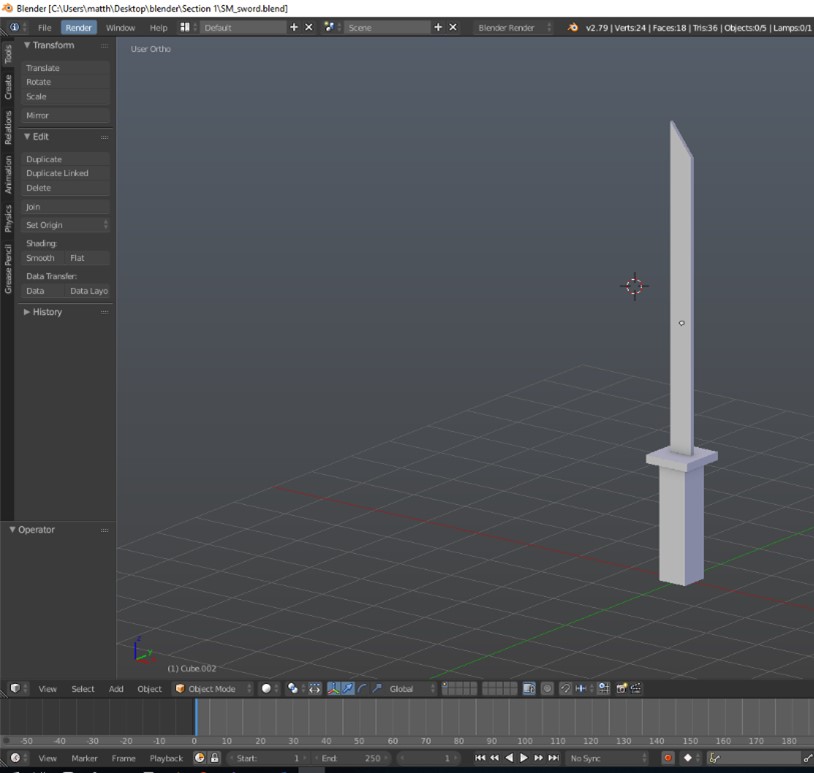 Blender [C:\Users\matth\Desktop\blender\Section 1\SM_sword.blend]
File Render Window Help Default Scene Blender Render v2.79 | Verts:24 | Faces:18 | Tris:36 | Objects:0/5 | Lamps:0/1
Tools
Create
Relations
Animation
Physics
Grease Pencil
Transform
Translate
Rotate
Scale
Mirror
Edit
Duplicate
Duplicate Linked
Delete
Join
Set Origin
Shading:
Smooth Flat
Data Transfer:
Data Data Layo
History
Operator
User Ortho
z
y
(1) Cube.002
View Select Add Object Object Mode Global
-50 -40 -30 -20 -10 0 10 20 30 40 50 60 70 80 90 100 110 120 130 140 150 160 170 180
View Marker Frame Playback Start: 1 End: 250 1 No Sync